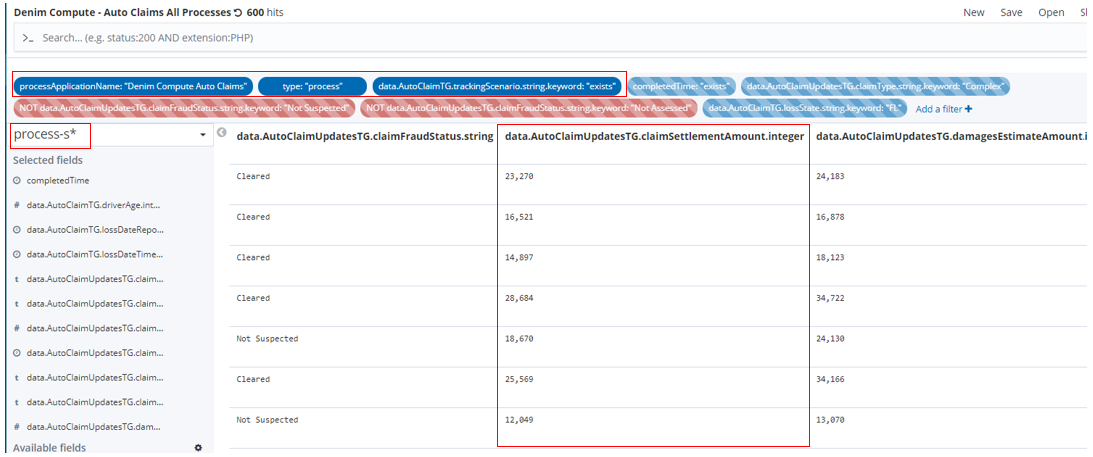 Denim Compute - Auto Claims All Processes 600 hits New Save Open
>_ Search... (e.g. status:200 AND extension:PHP)
processApplicationName: "Denim Compute Auto Claims" type: "process" data.AutoClaimTG.trackingScenario.string.keyword: "exists" completedTime: "exists" data.AutoClaimUpdatesTG.claimType.string.keyword: "Complex"
NOT data.AutoClaimUpdatesTG.claimFraudStatus.string.keyword: "Not Suspected" NOT data.AutoClaimUpdatesTG.claimFraudStatus.string.keyword: "Not Assessed" data.AutoClaimTG.lossState.string.keyword: "FL" Add a filter +
process-s*
data.AutoClaimUpdatesTG.claimFraudStatus.string data.AutoClaimUpdatesTG.claimSettlementAmount.integer data.AutoClaimUpdatesTG.damagesEstimateAmount.i
Selected fields
completedTime
# data.AutoClaimTG.driverAge.int...
data.AutoClaimTG.lossDateRepo...
data.AutoClaimTG.lossDateTime...
t data.AutoClaimUpdatesTG.claim...
t data.AutoClaimUpdatesTG.claim...
# data.AutoClaimUpdatesTG.claim...
data.AutoClaimUpdatesTG.claim...
t data.AutoClaimUpdatesTG.claim...
t data.AutoClaimUpdatesTG.claim...
# data.AutoClaimUpdatesTG.dam...
Available fields
Cleared 23,270 24,183
Cleared 16,521 16,878
Cleared 14,897 18,123
Cleared 28,684 34,722
Not Suspected 18,670 24,130
Cleared 25,569 34,166
Not Suspected 12,049 13,070